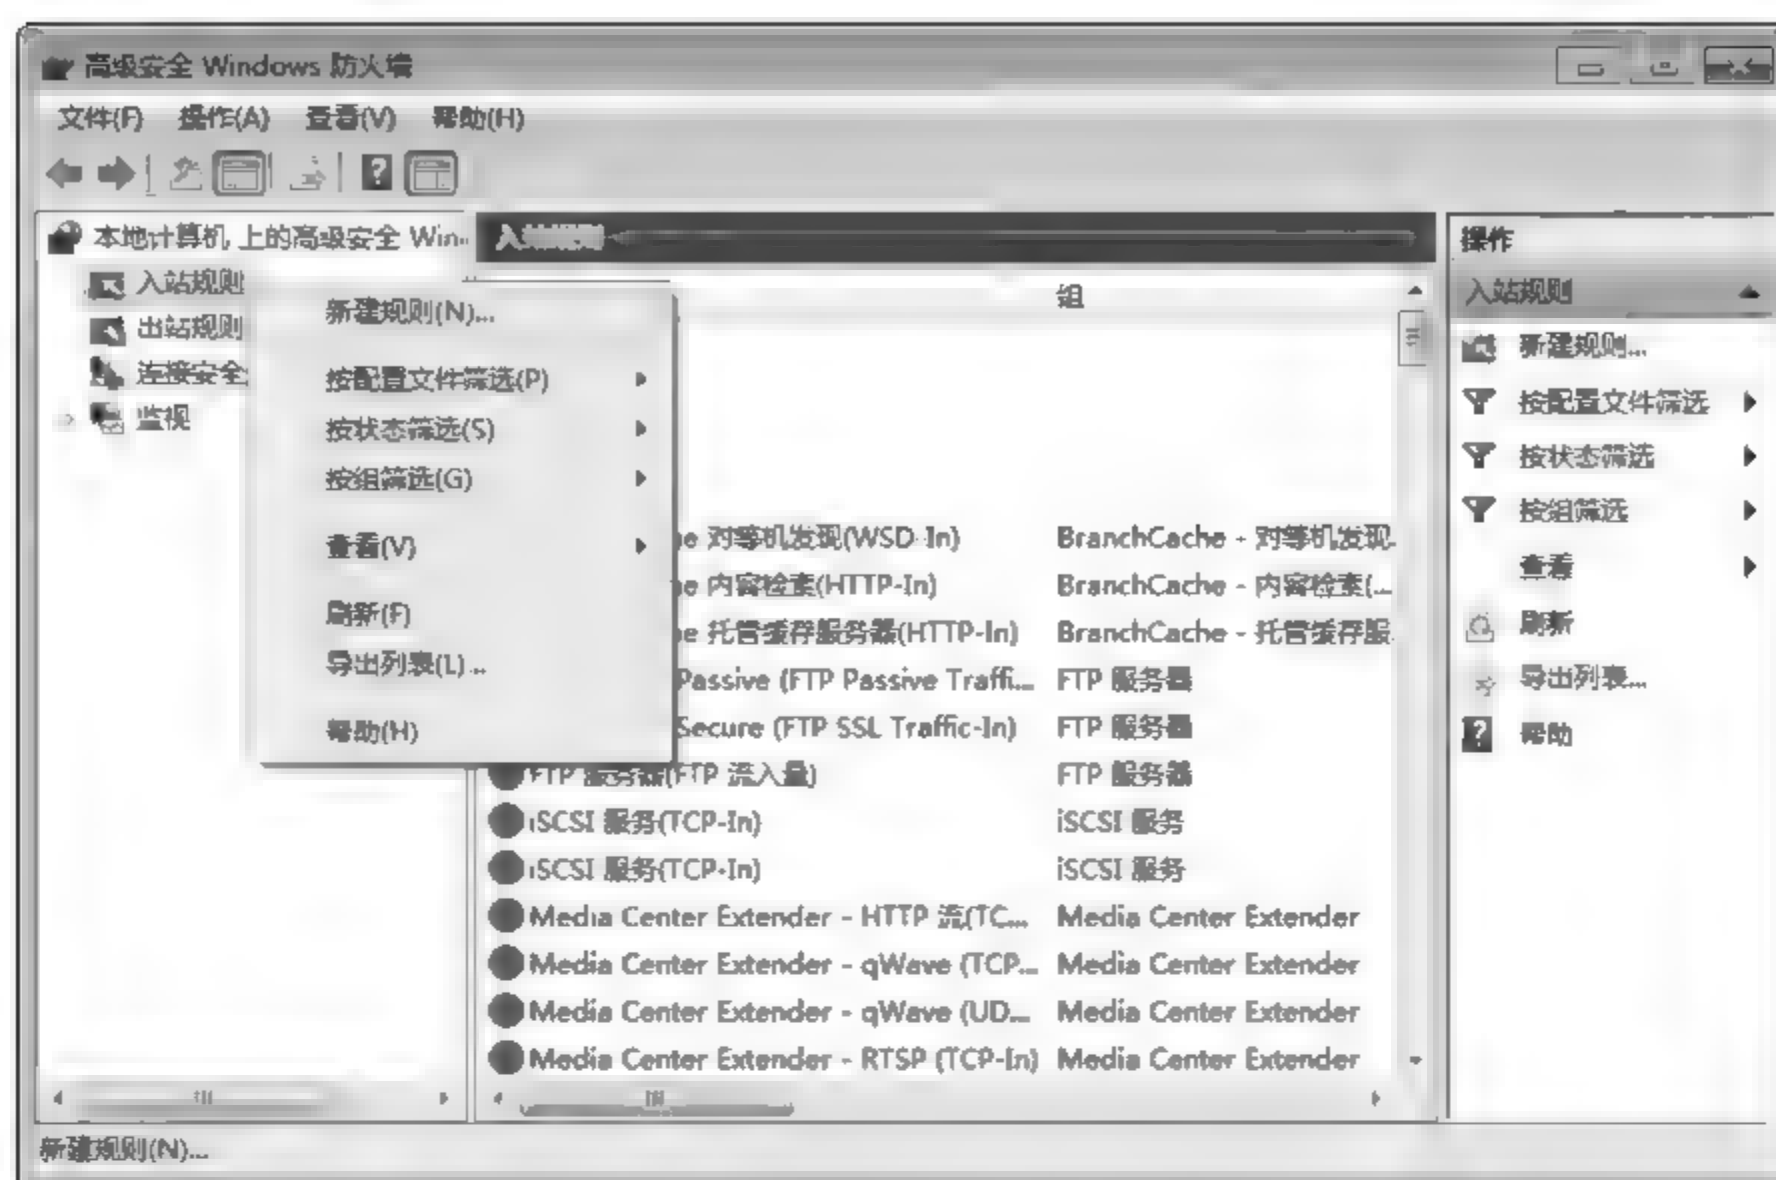 高级安全 Windows 防火墙
文件(F) 操作(A) 查看(V) 帮助(H)
本地计算机 上的高级安全 Win
入站规则
出站规则
连接安全
监视
新建规则(N)...
按配置文件筛选(P)
按状态筛选(S)
按组筛选(G)
查看(V)
刷新(F)
导出列表(L)...
帮助(H)
入站规则
组
e 对等机发现(WSD-In) BranchCache - 对等机发现
e 内容检索(HTTP-In) BranchCache - 内容检索(...
e 托管缓存服务器(HTTP-In) BranchCache - 托管缓存服
Passive (FTP Passive Traffi... FTP 服务器
Secure (FTP SSL Traffic-In) FTP 服务器
FTP 服务器(FTP 流入量) FTP 服务器
iSCSI 服务(TCP-In) iSCSI 服务
iSCSI 服务(TCP-In) iSCSI 服务
Media Center Extender - HTTP 流(TC... Media Center Extender
Media Center Extender - qWave (TCP... Media Center Extender
Media Center Extender - qWave (UD... Media Center Extender
Media Center Extender - RTSP (TCP-In) Media Center Extender
操作
入站规则
新建规则...
按配置文件筛选
按状态筛选
按组筛选
查看
刷新
导出列表...
帮助
新建规则(N)...